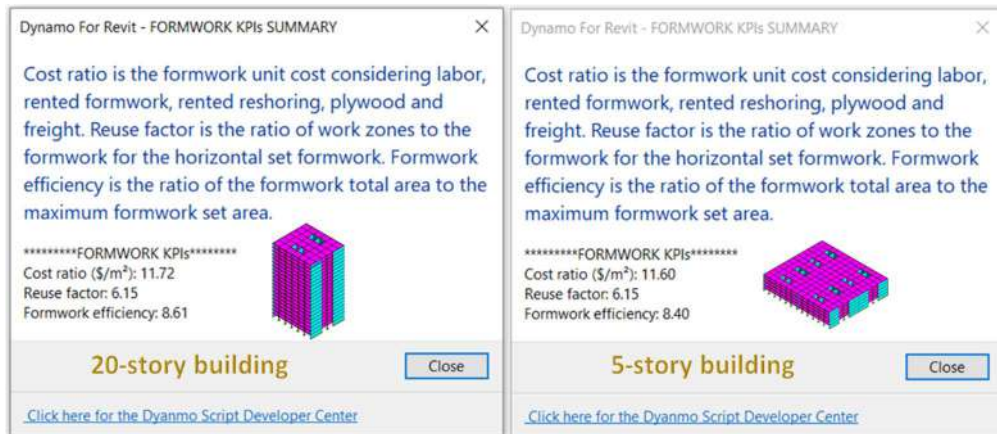 Dynamo For Revit - FORMWORK KPIs SUMMARY
Cost ratio is the formwork unit cost considering labor,
rented formwork, rented reshoring, plywood and
freight. Reuse factor is the ratio of work zones to the
formwork for the horizontal set formwork. Formwork
efficiency is the ratio of the formwork total area to the
maximum formwork set area.
*********FORMWORK KPIs********
Cost ratio ($/m²): 11.72
Reuse factor: 6.15
Formwork efficiency: 8.61
20-story building
Close
Click here for the Dyanmo Script Developer Center
Dynamo For Revit - FORMWORK KPIs SUMMARY
Cost ratio is the formwork unit cost considering labor,
rented formwork, rented reshoring, plywood and
freight. Reuse factor is the ratio of work zones to the
formwork for the horizontal set formwork. Formwork
efficiency is the ratio of the formwork total area to the
maximum formwork set area.
*********FORMWORK KPIs********
Cost ratio ($/m²): 11.60
Reuse factor: 6.15
Formwork efficiency: 8.40
5-story building
Close
Click here for the Dyanmo Script Developer Center